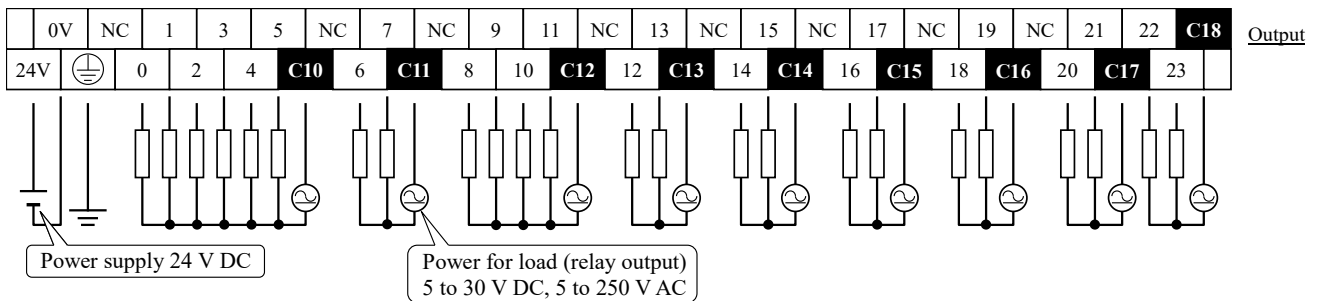 0V NC 1 3 5 NC 7 NC 9 11 NC 13 NC 15 NC 17 NC 19 NC 21 22 C18 Output
24V 0 2 4 C10 6 C11 8 10 C12 12 C13 14 C14 16 C15 18 C16 20 C17 23
Power supply 24 V DC
Power for load (relay output)
5 to 30 V DC, 5 to 250 V AC